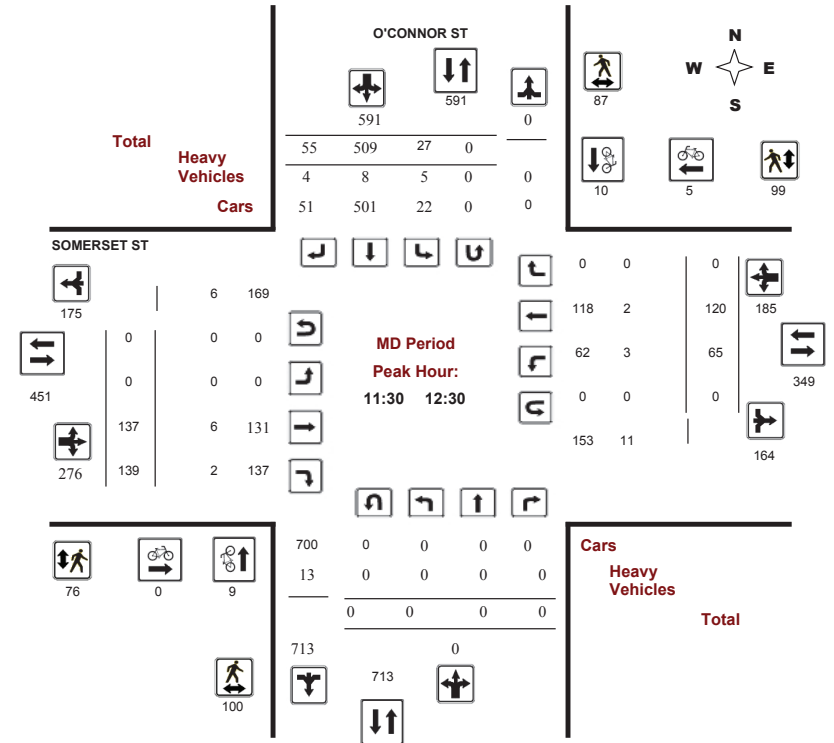 O'CONNOR ST
N
W E
S
591
87
591 0
Total
55 509 27 0
Heavy
Vehicles
4 8 5 0 0
Cars
51 501 22 0 0
10 5 99
SOMERSET ST
175
6 169
0 0 0
0 0 0
451
137 6 131
276
139 2 137
MD Period
Peak Hour:
11:30 12:30
0 0 0
118 2 120 185
62 3 65
349
0 0 0
153 11
164
76 0 9
100
700 0 0 0 0
13 0 0 0 0
0 0 0 0
713 0
713
Cars
Heavy
Vehicles
Total